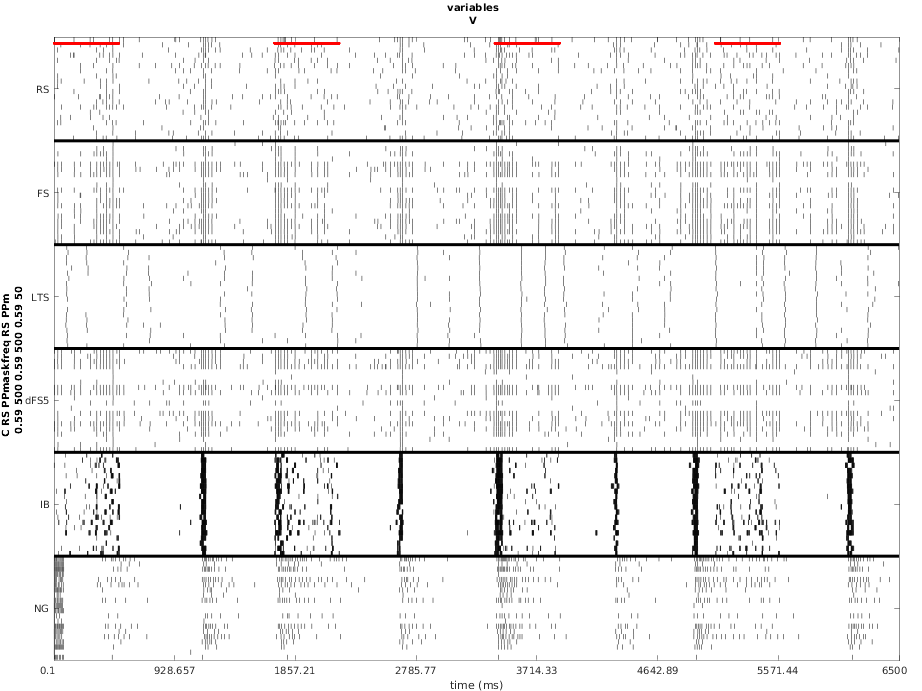 variables
V
C RS PPmaskfreq RS PPm
0.59 500 0.59 500 0.59 50
RS
FS
LTS
dFS5
IB
NG
0.1 928.657 1857.21 2785.77 3714.33 4642.89 5571.44 6500
time (ms)